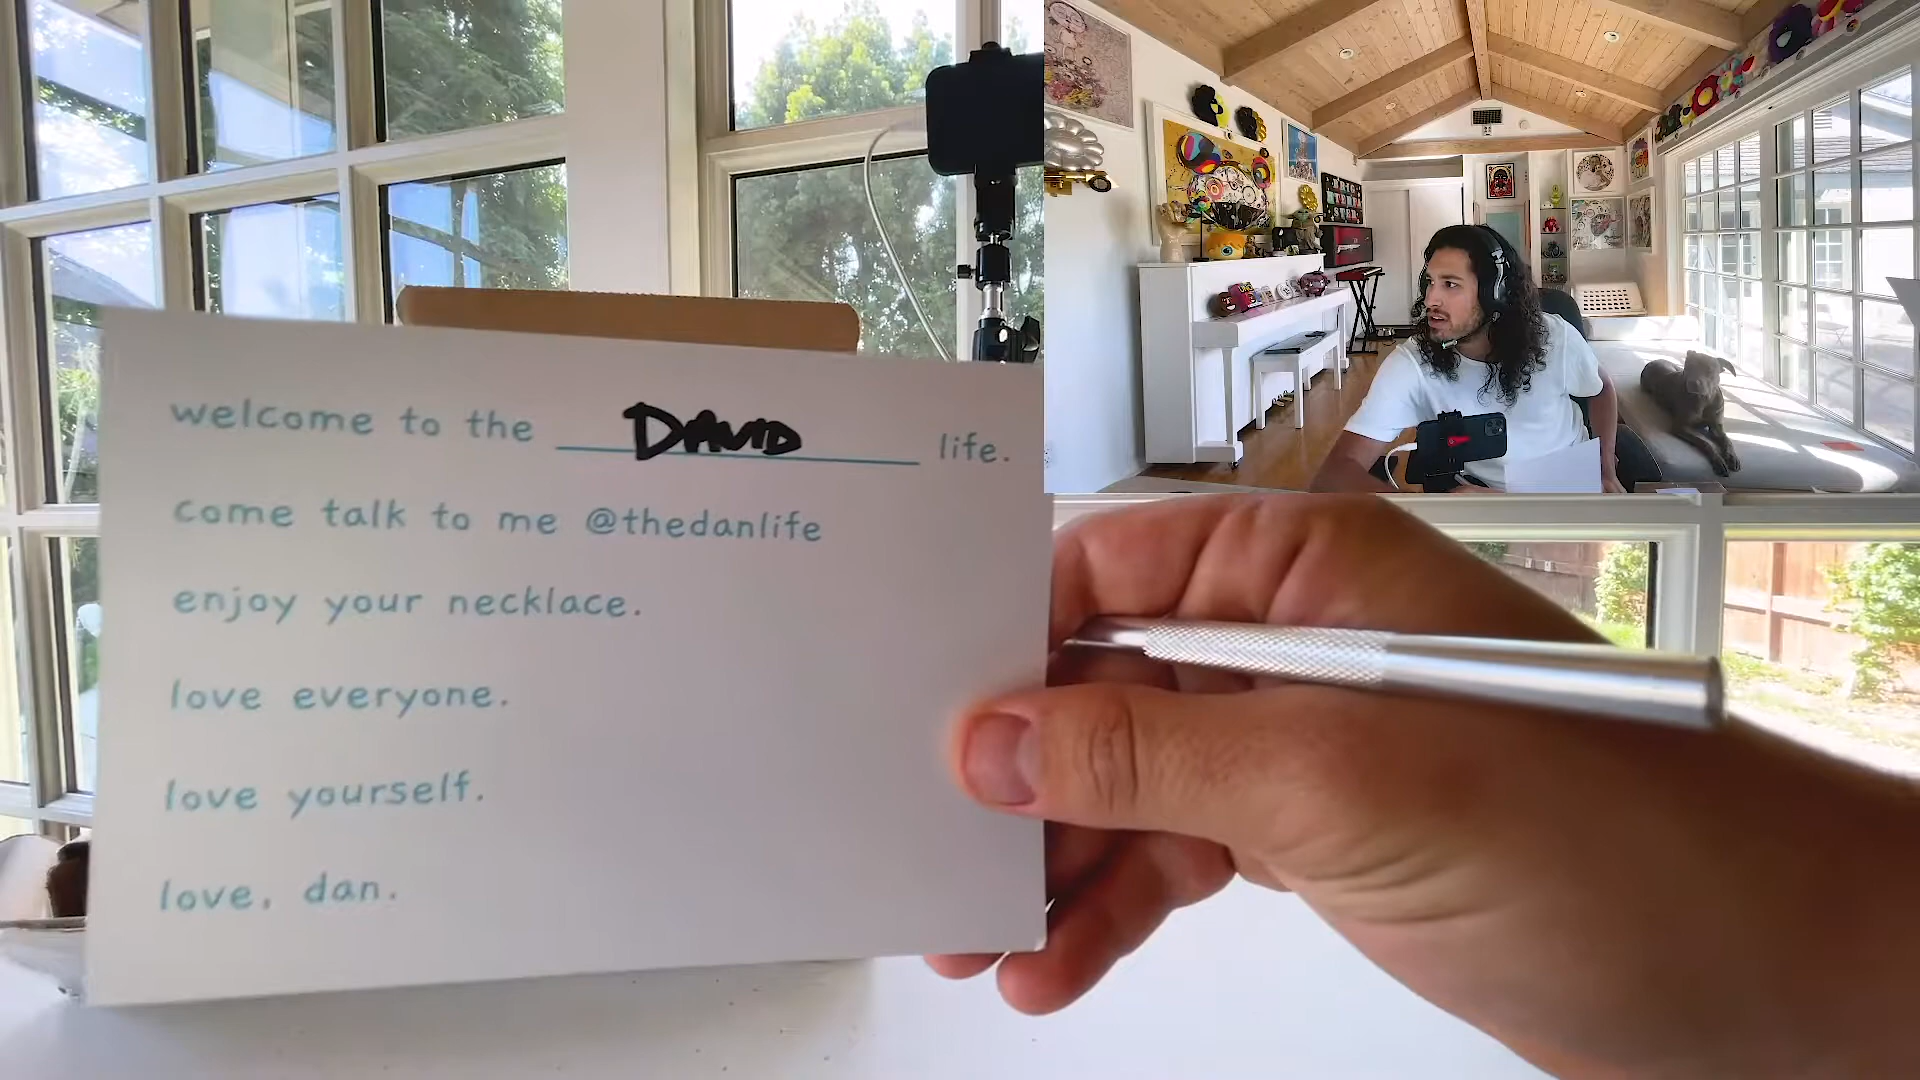 welcome to the DAVID life.
come talk to me @thedanlife
enjoy your necklace.
love everyone.
love yourself.
love, dan.